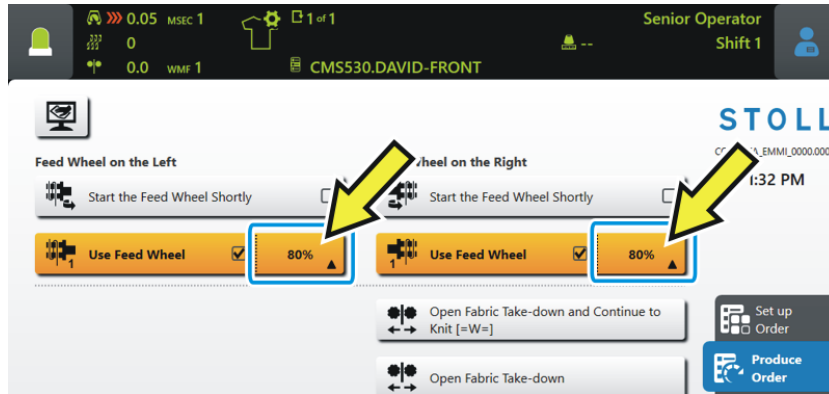 0.05 MSEC 1
1 of 1
Senior Operator
0
--
Shift 1
0.0 WMF 1
CMS530.DAVID-FRONT
STOLL
1:32 PM
Feed Wheel on the Left
Wheel on the Right
Start the Feed Wheel Shortly
Start the Feed Wheel Shortly
1
Use Feed Wheel
80%
1
Use Feed Wheel
80%
Open Fabric Take-down and Continue to
Knit [=W=]
Set up
Order
Open Fabric Take-down
Produce
Order